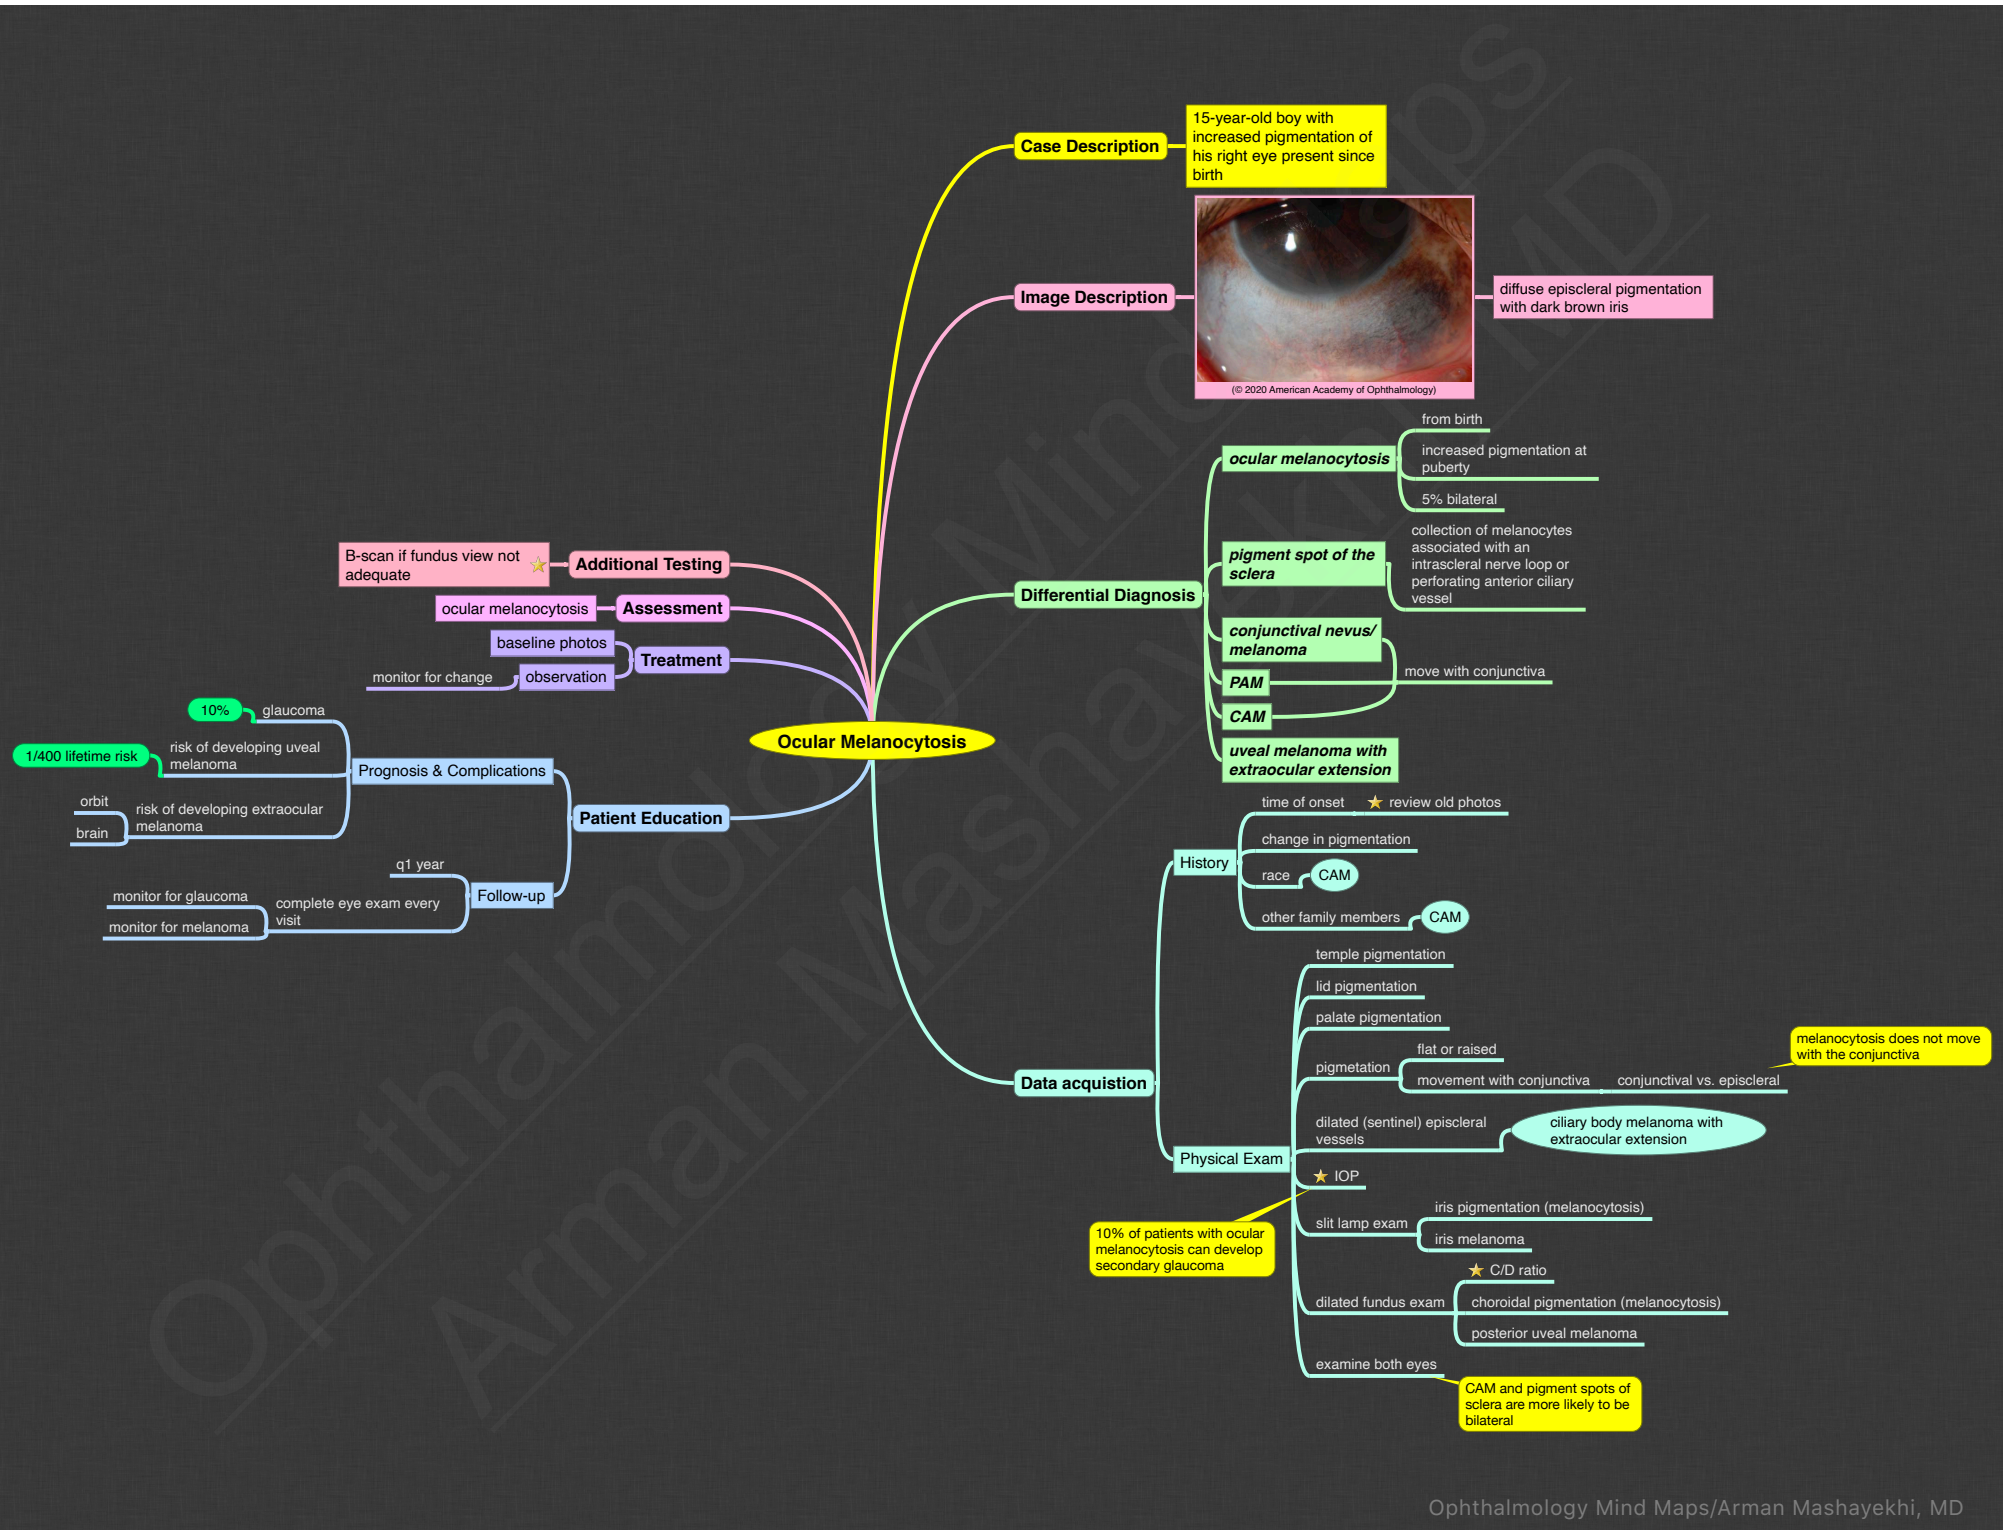 Case Description
15-year-old boy with
increased pigmentation of
his right eye present since
birth
Image Description
(© 2020 American Academy of Ophthalmology)
diffuse episcleral pigmentation
with dark brown iris
Differential Diagnosis
ocular melanocytosis
from birth
increased pigmentation at
puberty
5% bilateral
pigment spot of the
sclera
collection of melanocytes
associated with an
intrascleral nerve loop or
perforating anterior ciliary
vessel
conjunctival nevus/
melanoma
PAM
CAM
move with conjunctiva
uveal melanoma with
extraocular extension
Ocular Melanocytosis
Data acquistion
History
time of onset
review old photos
change in pigmentation
race
CAM
other family members
CAM
Physical Exam
temple pigmentation
lid pigmentation
palate pigmentation
pigmetation
flat or raised
movement with conjunctiva
conjunctival vs. episcleral
melanocytosis does not move
with the conjunctiva
dilated (sentinel) episcleral
vessels
ciliary body melanoma with
extraocular extension
IOP
10% of patients with ocular
melanocytosis can develop
secondary glaucoma
slit lamp exam
iris pigmentation (melanocytosis)
iris melanoma
dilated fundus exam
C/D ratio
choroidal pigmentation (melanocytosis)
posterior uveal melanoma
examine both eyes
CAM and pigment spots of
sclera are more likely to be
bilateral
Additional Testing
B-scan if fundus view not
adequate
Assessment
ocular melanocytosis
Treatment
baseline photos
observation
monitor for change
Patient Education
Prognosis & Complications
glaucoma
10%
risk of developing uveal
melanoma
1/400 lifetime risk
risk of developing extraocular
melanoma
orbit
brain
Follow-up
q1 year
complete eye exam every
visit
monitor for glaucoma
monitor for melanoma
Ophthalmology Mind Maps
Arman Mashayekhi, MD
Ophthalmology Mind Maps/Arman Mashayekhi, MD